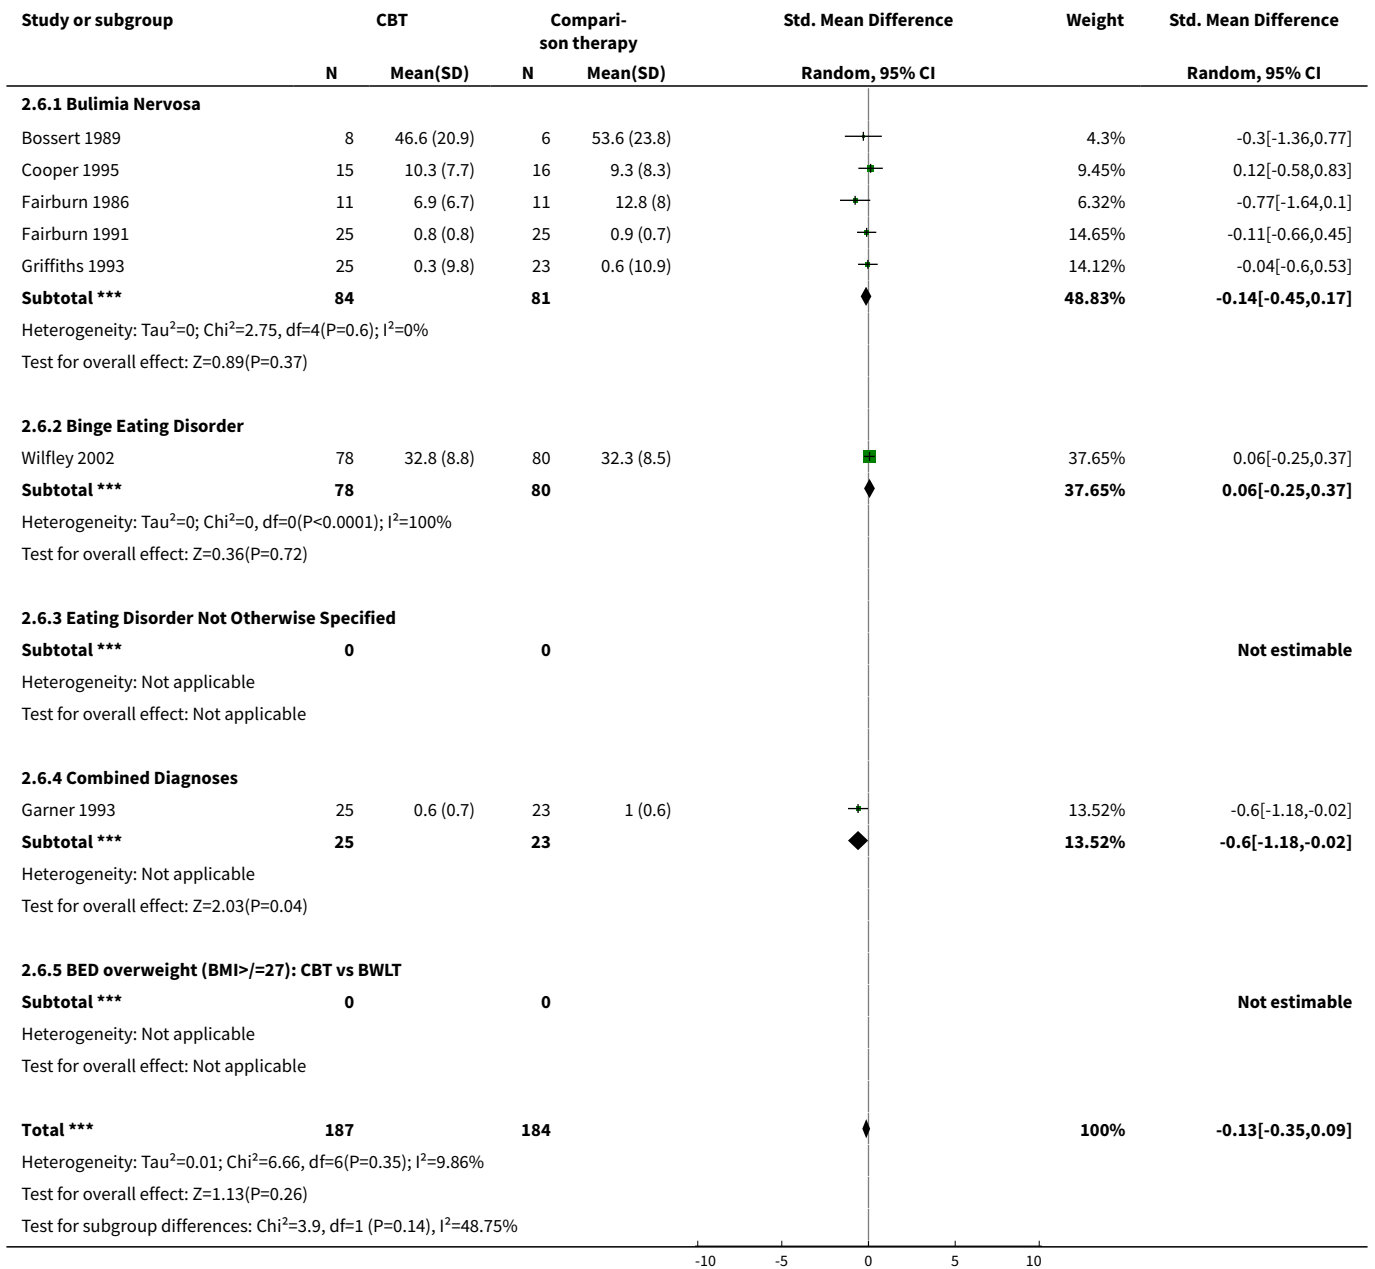 Study or subgroup CBT Compari- Std. Mean Difference Weight Std. Mean Difference
son therapy
N Mean(SD) N Mean(SD) Random, 95% CI Random, 95% CI
2.6.1 Bulimia Nervosa
Bossert 1989 8 46.6 (20.9) 6 53.6 (23.8) 4.3% -0.3[-1.36,0.77]
Cooper 1995 15 10.3 (7.7) 16 9.3 (8.3) 9.45% 0.12[-0.58,0.83]
Fairburn 1986 11 6.9 (6.7) 11 12.8 (8) 6.32% -0.77[-1.64,0.1]
Fairburn 1991 25 0.8 (0.8) 25 0.9 (0.7) 14.65% -0.11[-0.66,0.45]
Griffiths 1993 25 0.3 (9.8) 23 0.6 (10.9) 14.12% -0.04[-0.6,0.53]
Subtotal *** 84 81 48.83% -0.14[-0.45,0.17]
Heterogeneity: Tau²=0; Chi²=2.75, df=4(P=0.6); I²=0%
Test for overall effect: Z=0.89(P=0.37)
2.6.2 Binge Eating Disorder
Wilfley 2002 78 32.8 (8.8) 80 32.3 (8.5) 37.65% 0.06[-0.25,0.37]
Subtotal *** 78 80 37.65% 0.06[-0.25,0.37]
Heterogeneity: Tau²=0; Chi²=0, df=0(P<0.0001); I²=100%
Test for overall effect: Z=0.36(P=0.72)
2.6.3 Eating Disorder Not Otherwise Specified
Subtotal *** 0 0 Not estimable
Heterogeneity: Not applicable
Test for overall effect: Not applicable
2.6.4 Combined Diagnoses
Garner 1993 25 0.6 (0.7) 23 1 (0.6) 13.52% -0.6[-1.18,-0.02]
Subtotal *** 25 23 13.52% -0.6[-1.18,-0.02]
Heterogeneity: Not applicable
Test for overall effect: Z=2.03(P=0.04)
2.6.5 BED overweight (BMI>/=27): CBT vs BWLT
Subtotal *** 0 0 Not estimable
Heterogeneity: Not applicable
Test for overall effect: Not applicable
Total *** 187 184 100% -0.13[-0.35,0.09]
Heterogeneity: Tau²=0.01; Chi²=6.66, df=6(P=0.35); I²=9.86%
Test for overall effect: Z=1.13(P=0.26)
Test for subgroup differences: Chi²=3.9, df=1 (P=0.14), I²=48.75%
-10 -5 0 5 10